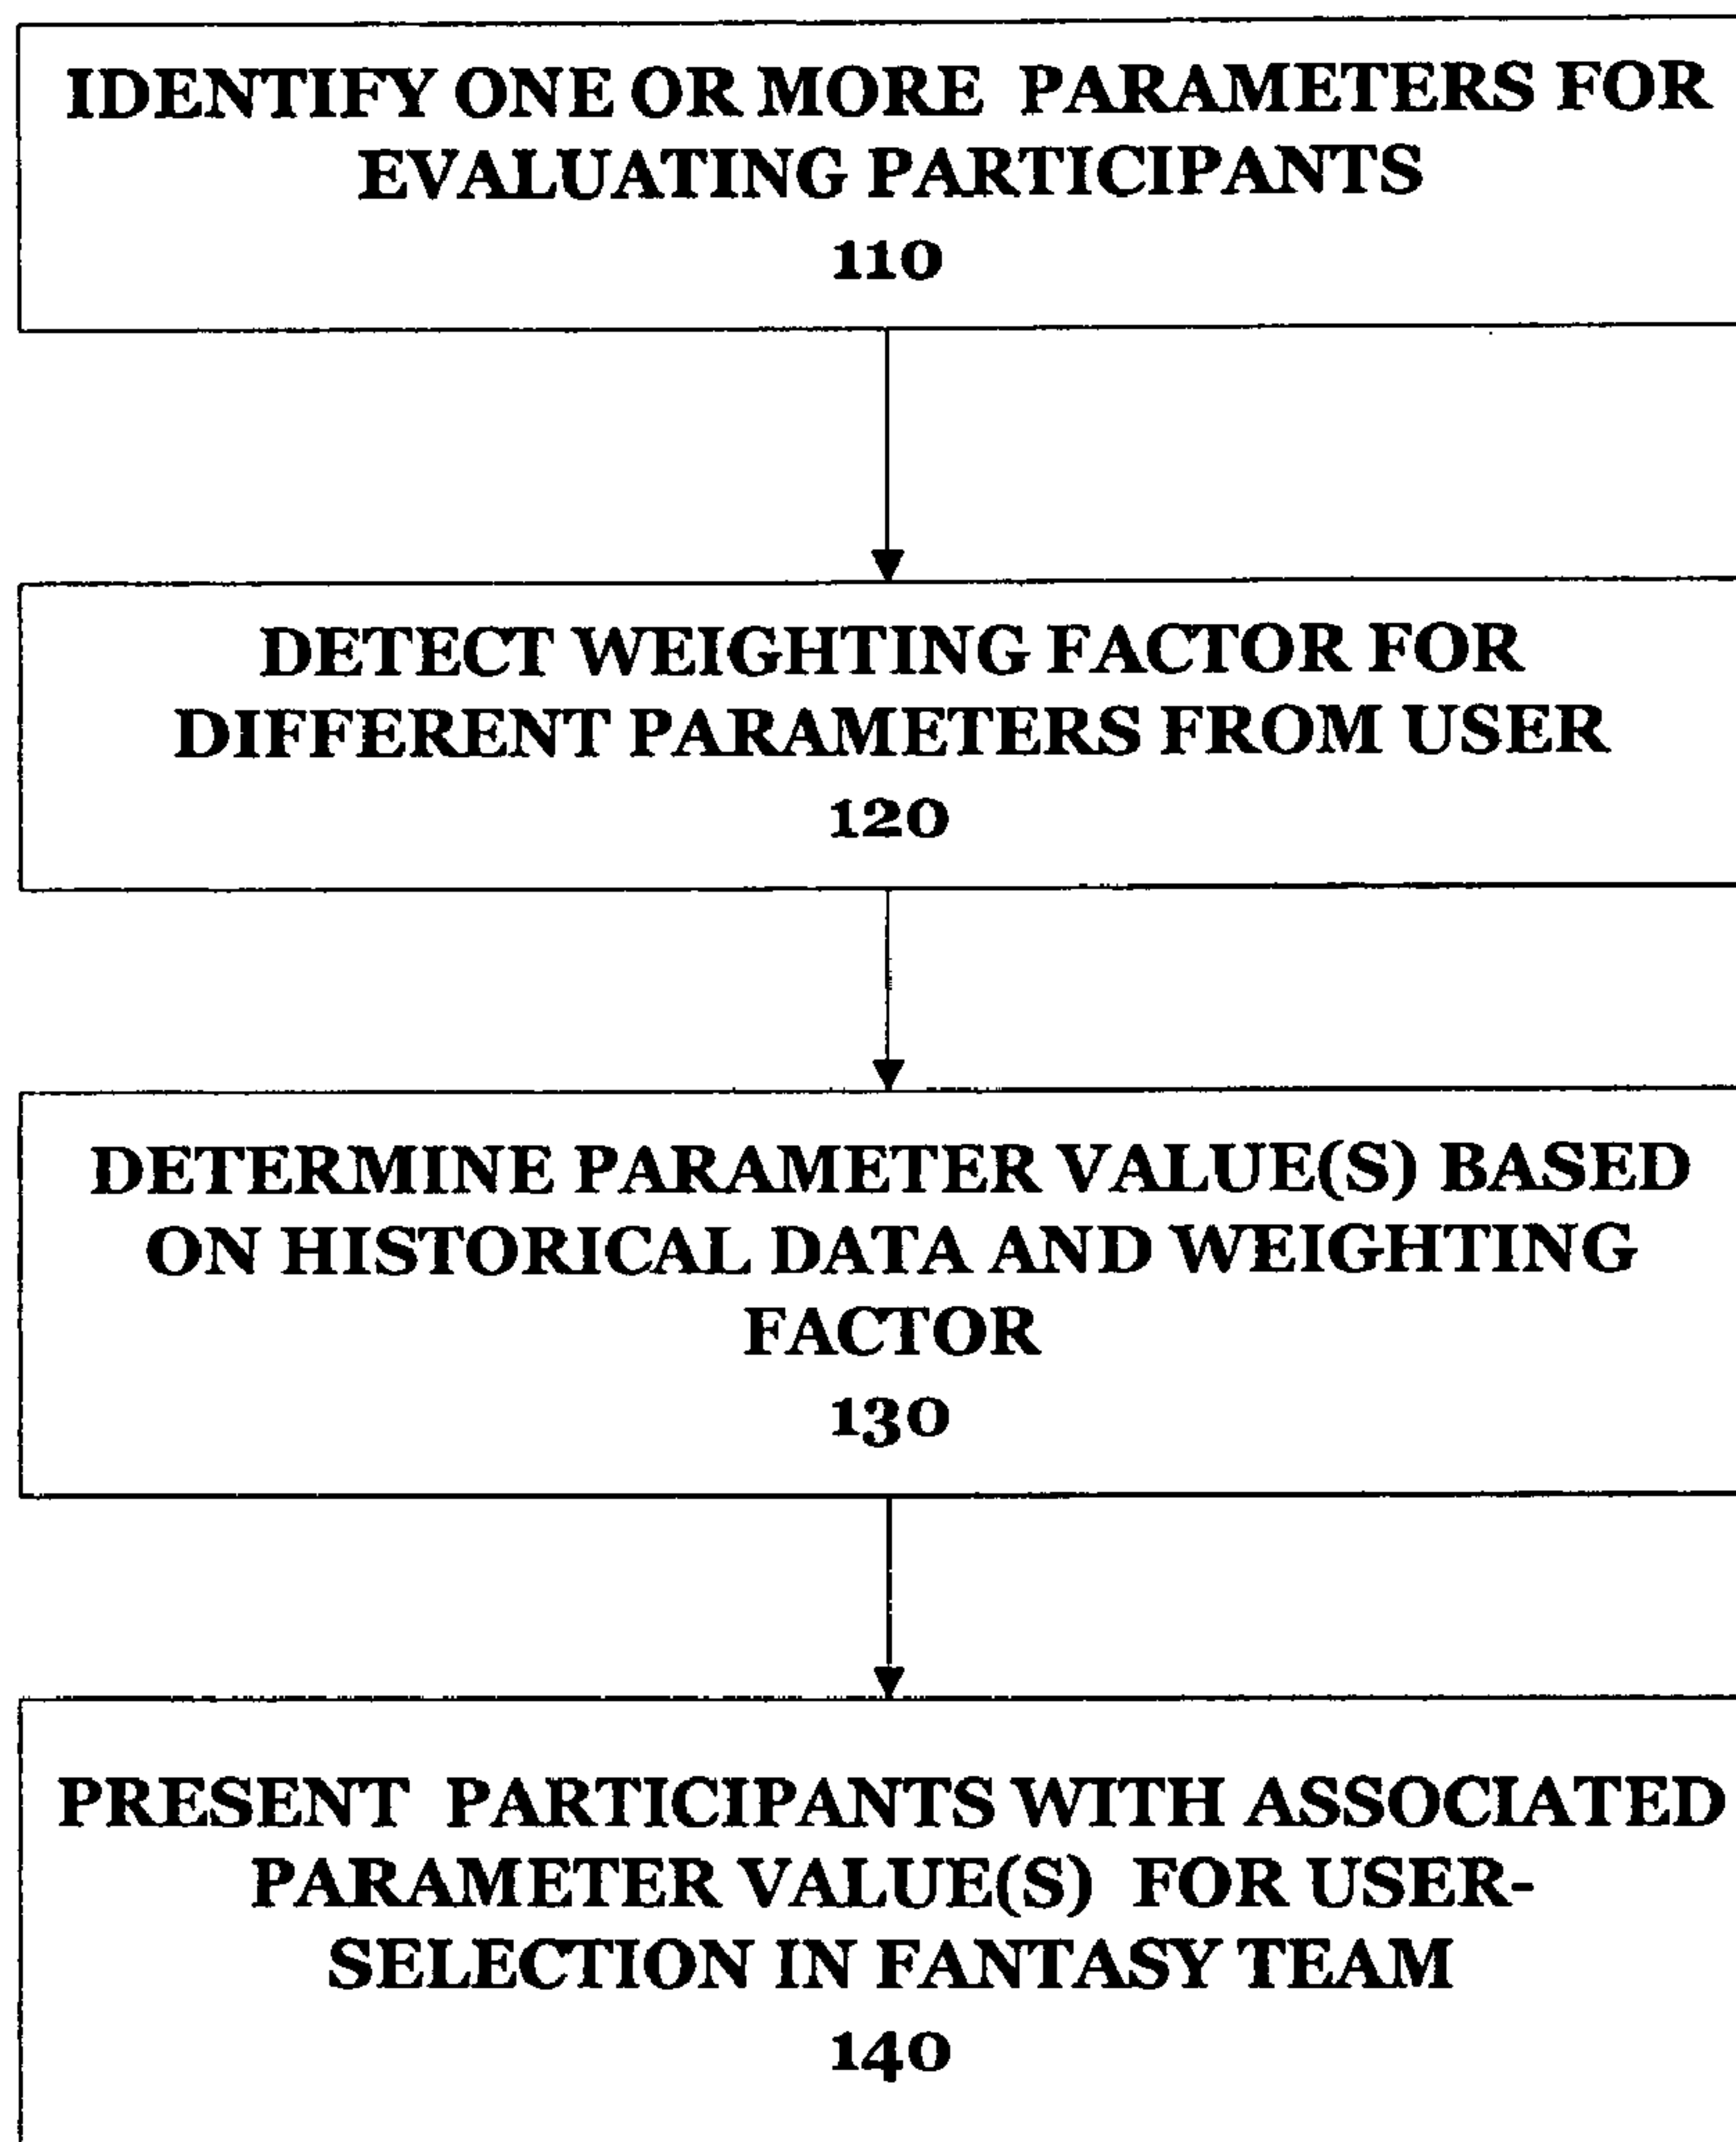 IDENTIFY ONE OR MORE PARAMETERS FOR
EVALUATING PARTICIPANTS
110
DETECT WEIGHTING FACTOR FOR
DIFFERENT PARAMETERS FROM USER
120
DETERMINE PARAMETER VALUE(S) BASED
ON HISTORICAL DATA AND WEIGHTING
FACTOR
130
PRESENT PARTICIPANTS WITH ASSOCIATED
PARAMETER VALUE(S) FOR USER-
SELECTION IN FANTASY TEAM
140